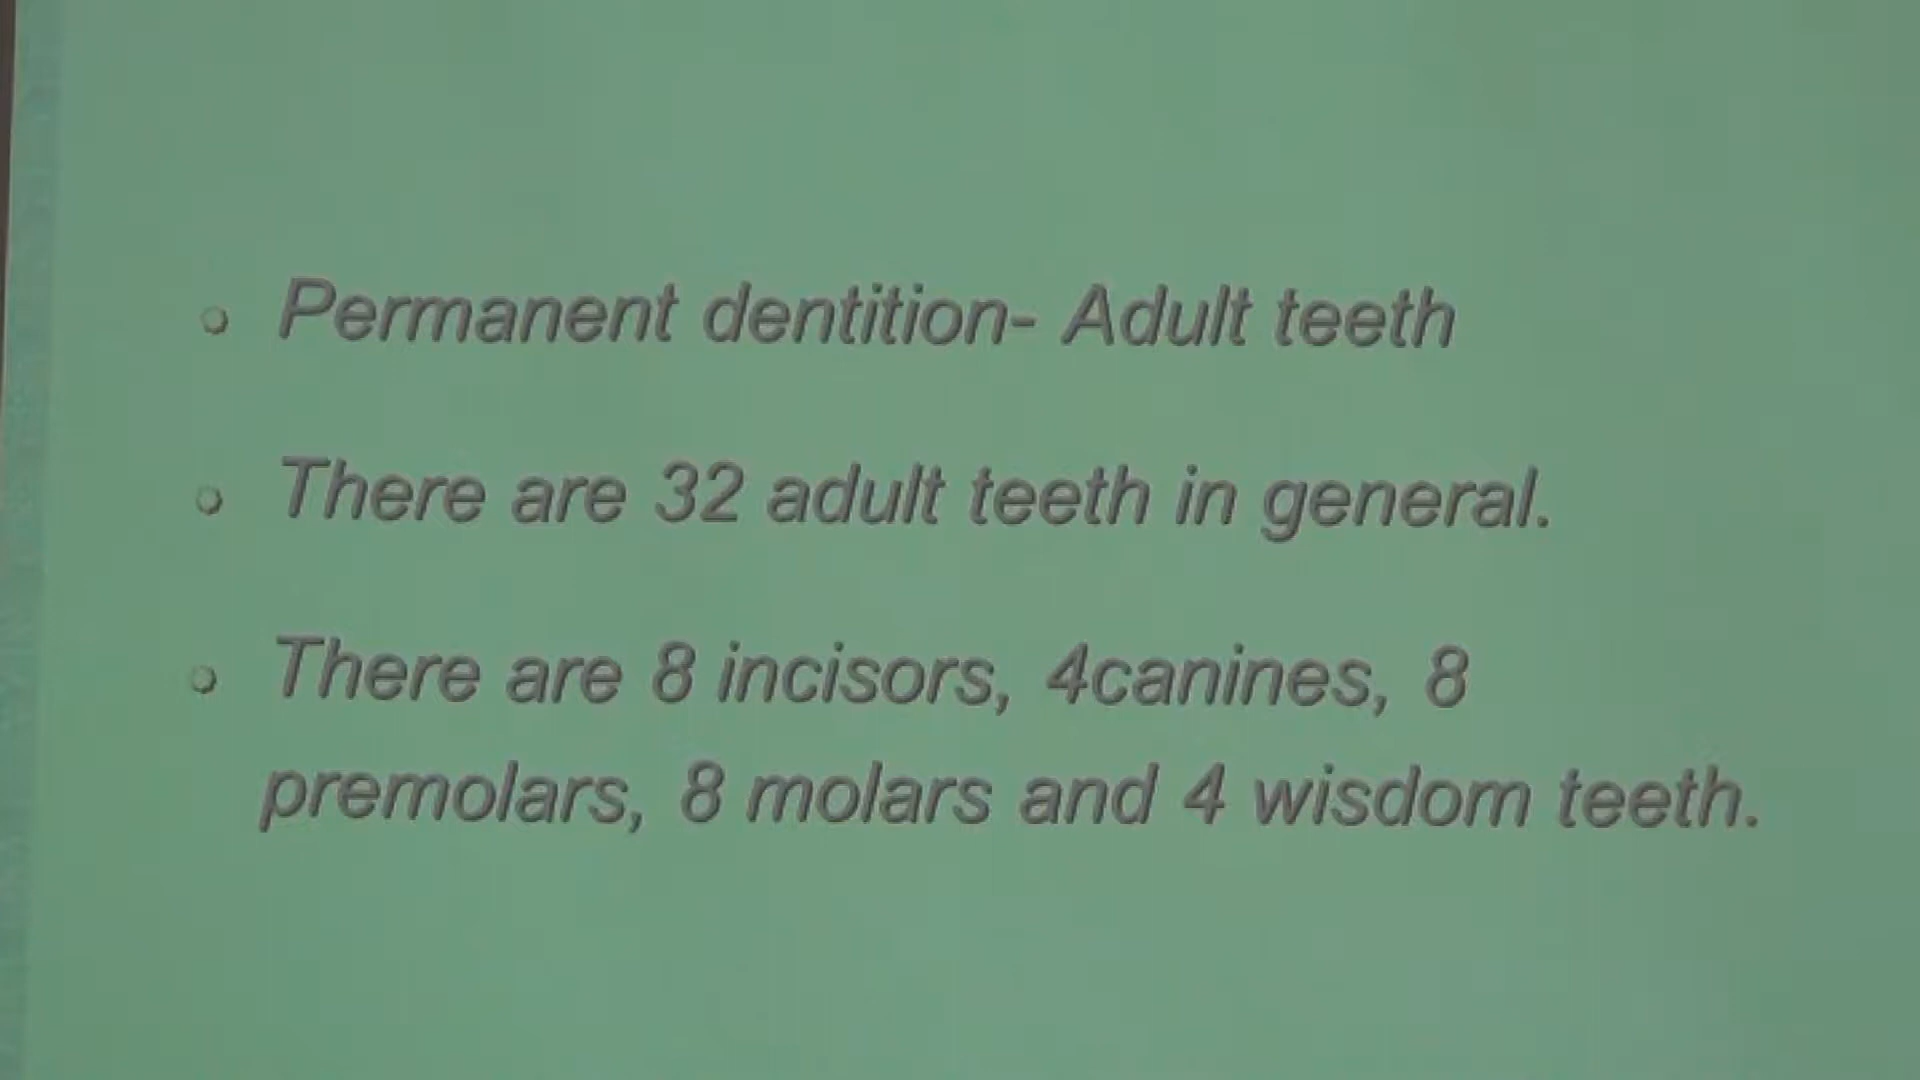 Permanent dentition- Adult teeth
There are 32 adult teeth in general.
There are 8 incisors, 4canines, 8
premolars, 8 molars and 4 wisdom teeth.